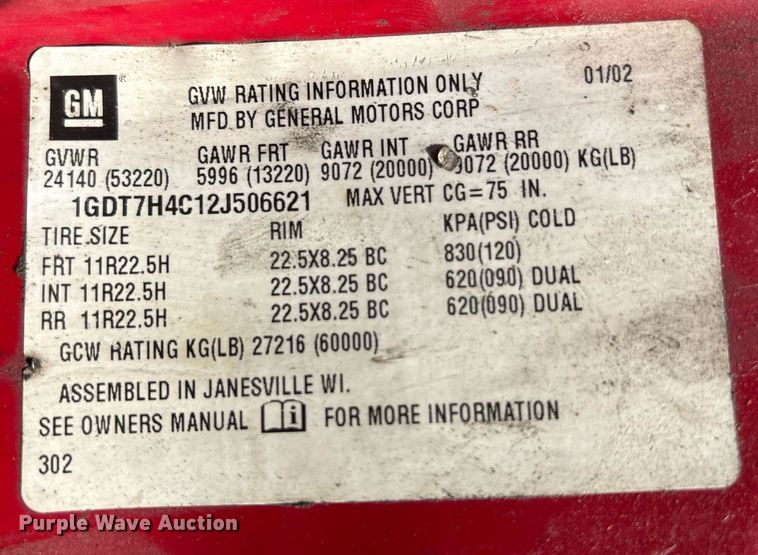 GM
GVW RATING INFORMATION ONLY 01/02
MFD BY GENERAL MOTORS CORP
GVWR GAWR FRT GAWR INT GAWR RR
24140 (53220) 5996 (13220) 9072 (20000) 9072 (20000) KG(LB)
1GDT7H4C12J506621 MAX VERT CG=75 IN.
TIRE SIZE RIM KPA(PSI) COLD
FRT 11R22.5H 22.5X8.25 BC 830(120)
INT 11R22.5H 22.5X8.25 BC 620(090) DUAL
RR 11R22.5H 22.5X8.25 BC 620(090) DUAL
GCW RATING KG(LB) 27216 (60000)
ASSEMBLED IN JANESVILLE WI.
SEE OWNERS MANUAL i FOR MORE INFORMATION
302
Purple Wave Auction